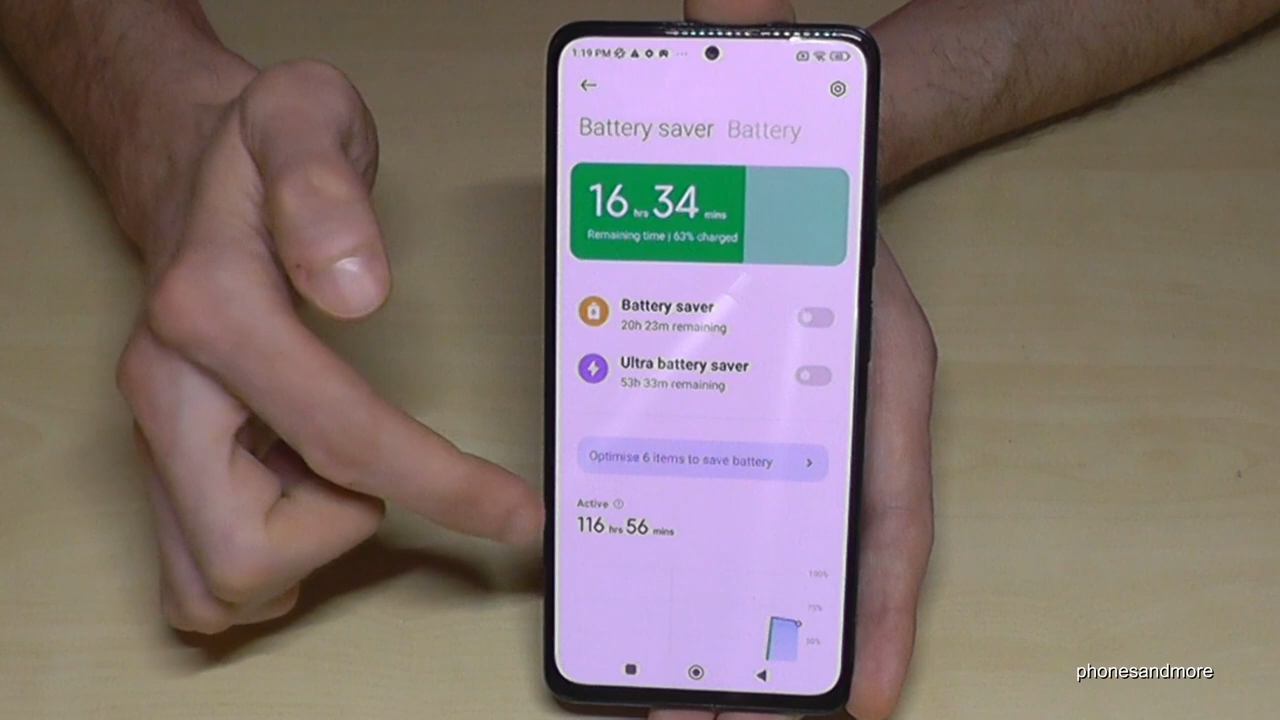 1:19 PM
Battery saver Battery
16 hrs 34 mins
Remaining time | 63% charged
Battery saver
20h 23m remaining
Ultra battery saver
53h 33m remaining
Optimise 6 items to save battery
Active
116 hrs 56 mins
100%
75%
50%
phonesandmore